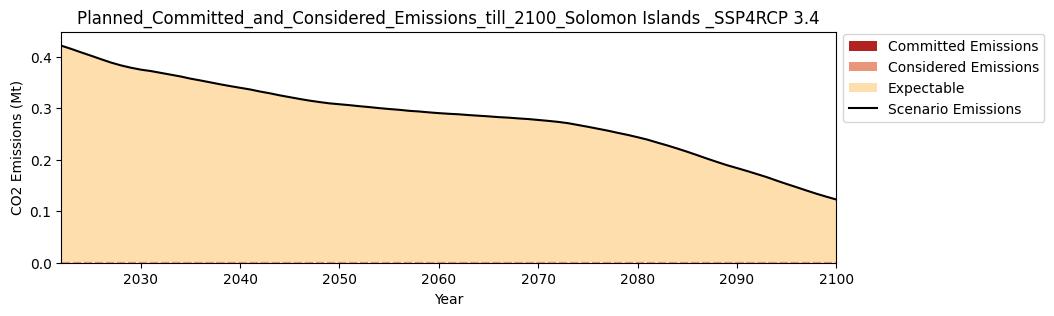 Planned_Committed_and_Considered_Emissions_till_2100_Solomon Islands _SSP4RCP 3.4
Committed Emissions
Considered Emissions
Expectable
Scenario Emissions
CO2 Emissions (Mt)
0.4
0.3
0.2
0.1
0.0
2030 2040 2050 2060 2070 2080 2090 2100
Year